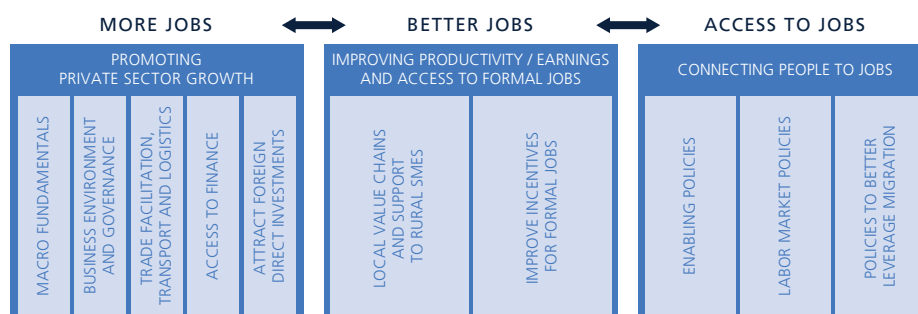 MORE JOBS
BETTER JOBS
ACCESS TO JOBS
PROMOTING
PRIVATE SECTOR GROWTH
IMPROVING PRODUCTIVITY / EARNINGS
AND ACCESS TO FORMAL JOBS
CONNECTING PEOPLE TO JOBS
MACRO FUNDAMENTALS
BUSINESS ENVIRONMENT
AND GOVERNANCE
TRADE FACILITATION,
TRANSPORT AND LOGISTICS
ACCESS TO FINANCE
ATTRACT FOREIGN
DIRECT INVESTMENTS
LOCAL VALUE CHAINS
AND SUPPORT
TO RURAL SMES
IMPROVE INCENTIVES
FOR FORMAL JOBS
ENABLING POLICIES
LABOR MARKET POLICIES
POLICIES TO BETTER
LEVERAGE MIGRATION